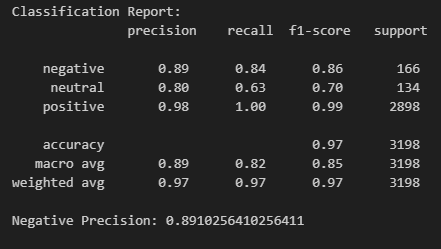 Classification Report:
precision recall f1-score support
negative 0.89 0.84 0.86 166
neutral 0.80 0.63 0.70 134
positive 0.98 1.00 0.99 2898
accuracy 0.97 3198
macro avg 0.89 0.82 0.85 3198
weighted avg 0.97 0.97 0.97 3198
Negative Precision: 0.8910256410256411